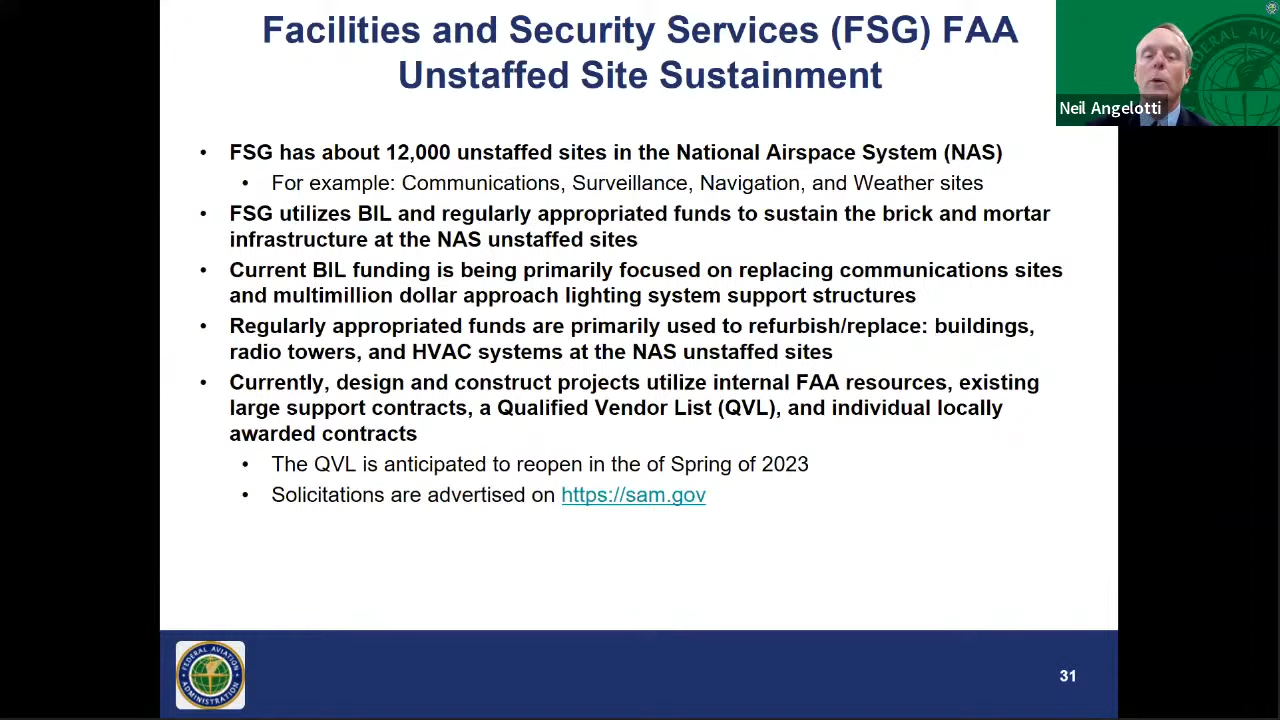 Facilities and Security Services (FSG) FAA
Unstaffed Site Sustainment
Neil Angelotti
• FSG has about 12,000 unstaffed sites in the National Airspace System (NAS)
• For example: Communications, Surveillance, Navigation, and Weather sites
• FSG utilizes BIL and regularly appropriated funds to sustain the brick and mortar
infrastructure at the NAS unstaffed sites
• Current BIL funding is being primarily focused on replacing communications sites
and multimillion dollar approach lighting system support structures
• Regularly appropriated funds are primarily used to refurbish/replace: buildings,
radio towers, and HVAC systems at the NAS unstaffed sites
• Currently, design and construct projects utilize internal FAA resources, existing
large support contracts, a Qualified Vendor List (QVL), and individual locally
awarded contracts
• The QVL is anticipated to reopen in the of Spring of 2023
• Solicitations are advertised on https://sam.gov
FEDERAL AVIATION
ADMINISTRATION
31